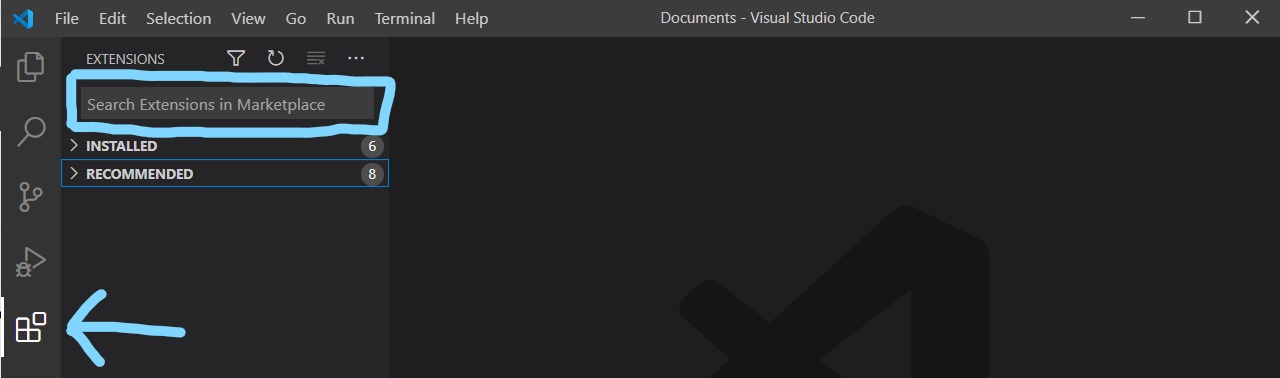 File Edit Selection View Go Run Terminal Help Documents - Visual Studio Code
EXTENSIONS
Search Extensions in Marketplace
INSTALLED 6
RECOMMENDED 8